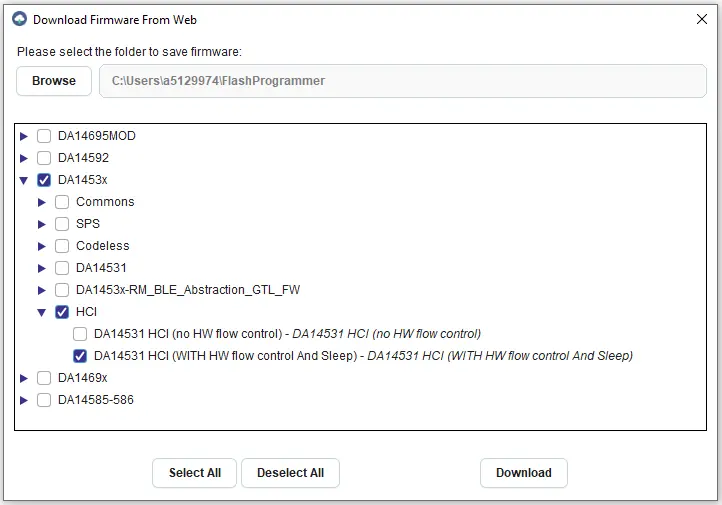 Download Firmware From Web
Please select the folder to save firmware:
Browse
C:\Users\a5129974\FlashProgrammer
DA14695MOD
DA14592
DA1453x
Commons
SPS
Codeless
DA14531
DA1453x-RM_BLE_Abstraction_GTL_FW
HCI
DA14531 HCI (no HW flow control) - DA14531 HCI (no HW flow control)
DA14531 HCI (WITH HW flow control And Sleep) - DA14531 HCI (WITH HW flow control And Sleep)
DA1469x
DA14585-586
Select All Deselect All Download